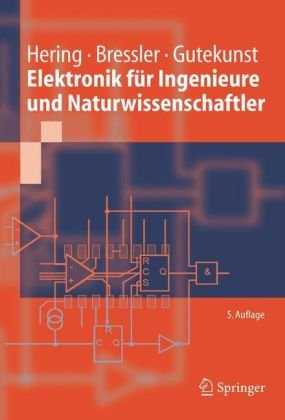 Hering · Bressler · Gutekunst
Elektronik für Ingenieure
und Naturwissenschaftler
R
C Q
S
&
R
C Q
5. Auflage
Springer